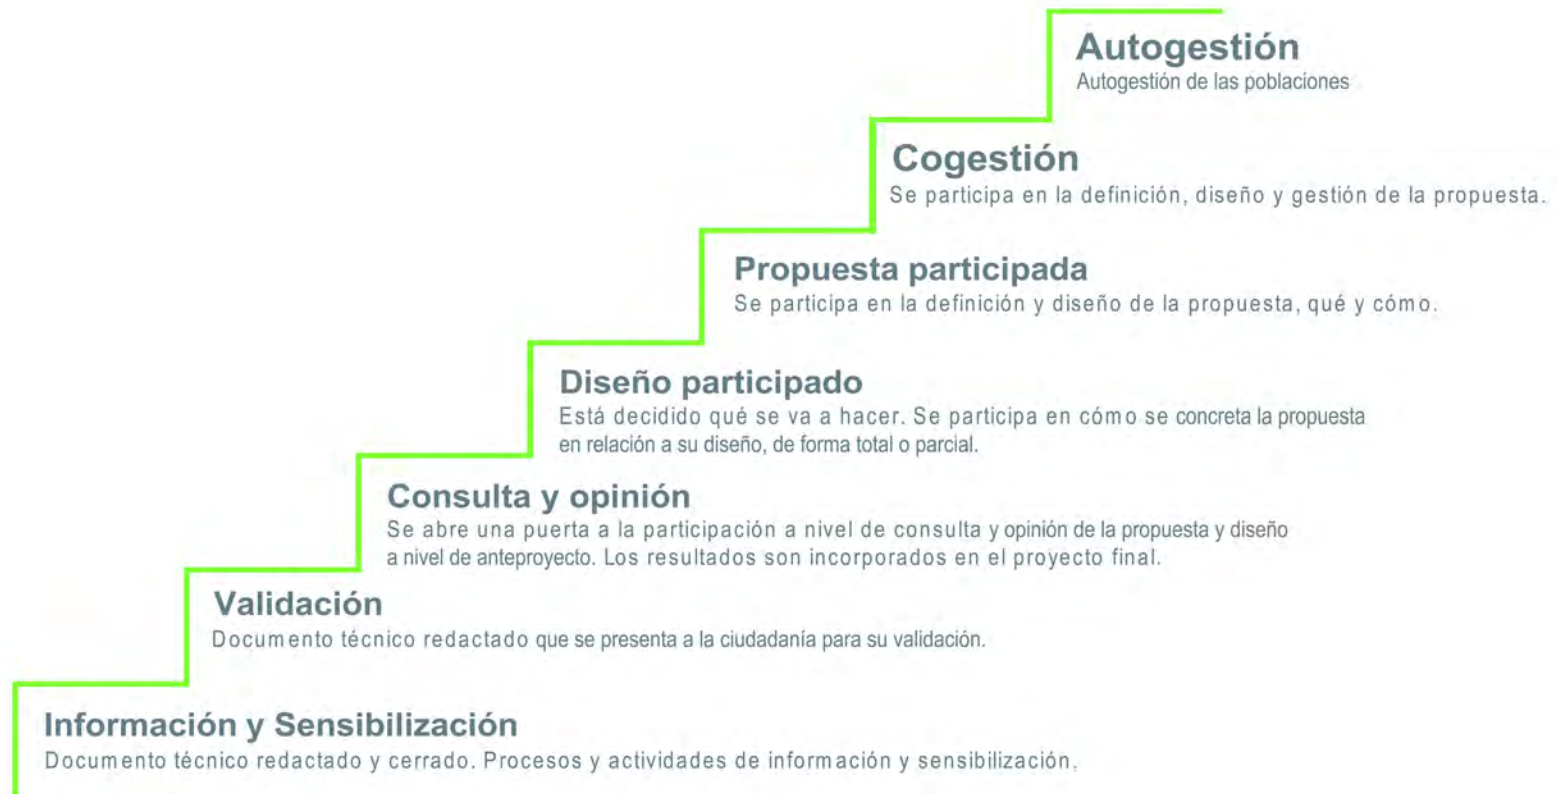 Autogestión
Autogestión de las poblaciones
Cogestión
Se participa en la definición, diseño y gestión de la propuesta.
Propuesta participada
Se participa en la definición y diseño de la propuesta, qué y cómo.
Diseño participado
Está decidido qué se va a hacer. Se participa en cómo se concreta la propuesta
en relación a su diseño, de forma total o parcial.
Consulta y opinión
Se abre una puerta a la participación a nivel de consulta y opinión de la propuesta y diseño
a nivel de anteproyecto. Los resultados son incorporados en el proyecto final.
Validación
Documento técnico redactado que se presenta a la ciudadanía para su validación.
Información y Sensibilización
Documento técnico redactado y cerrado. Procesos y actividades de información y sensibilización.